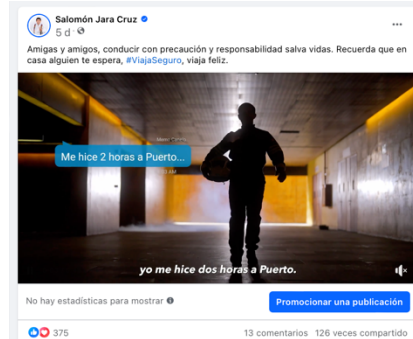 Salomón Jara Cruz
5 d ·
Amigas y amigos, conducir con precaución y responsabilidad salva vidas. Recuerda que en
casa alguien te espera, #ViajaSeguro, viaja feliz.
Me hice 2 horas a Puerto...
yo me hice dos horas a Puerto.
No hay estadísticas para mostrar
Promocionar una publicación
375
13 comentarios 126 veces compartido